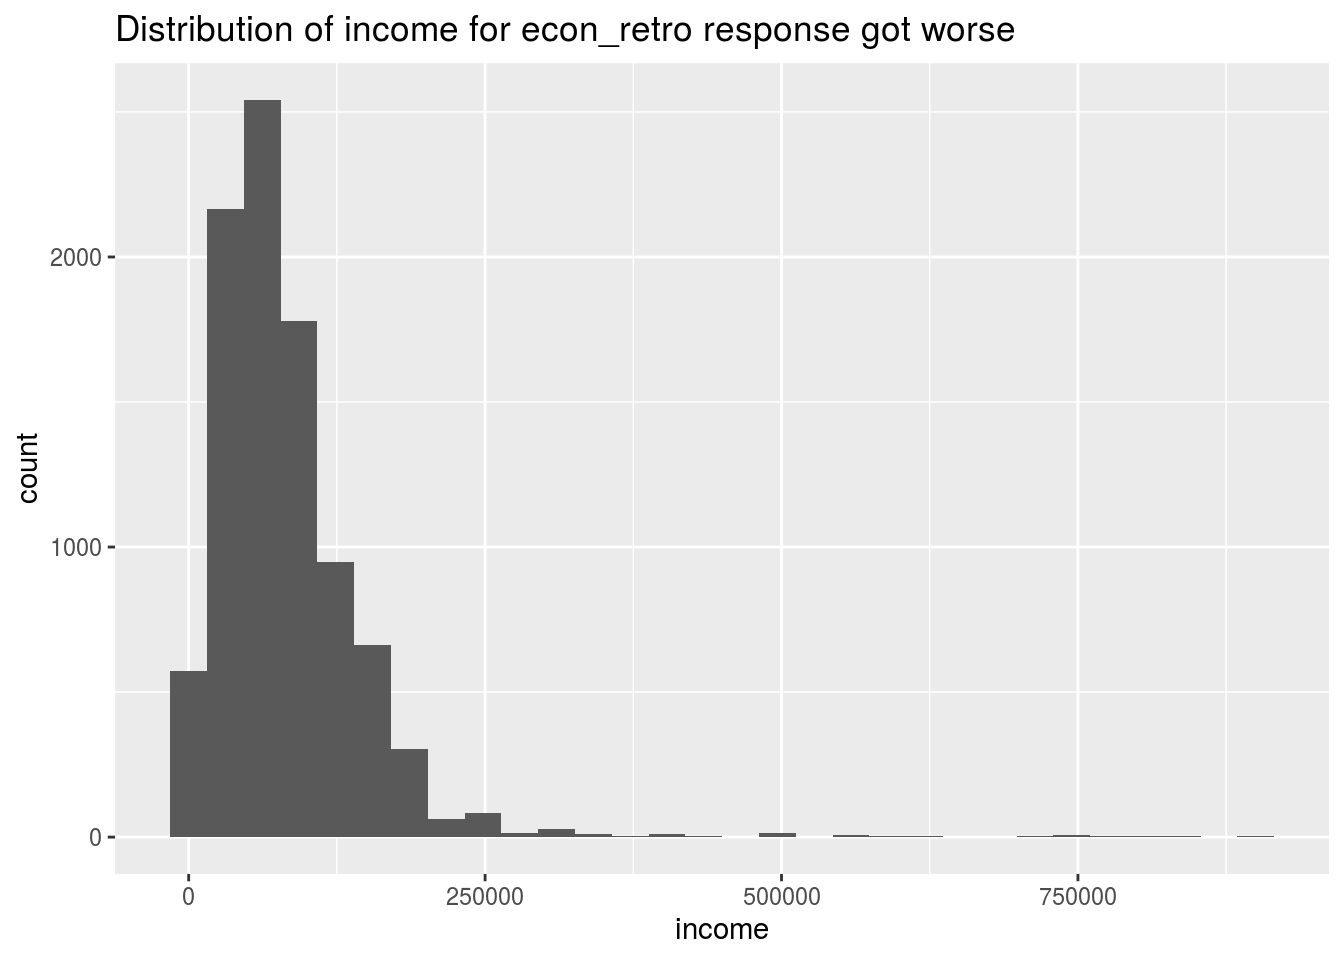 Distribution of income for econ_retro response got worse
count
2000
1000
0
0 250000 500000 750000
income